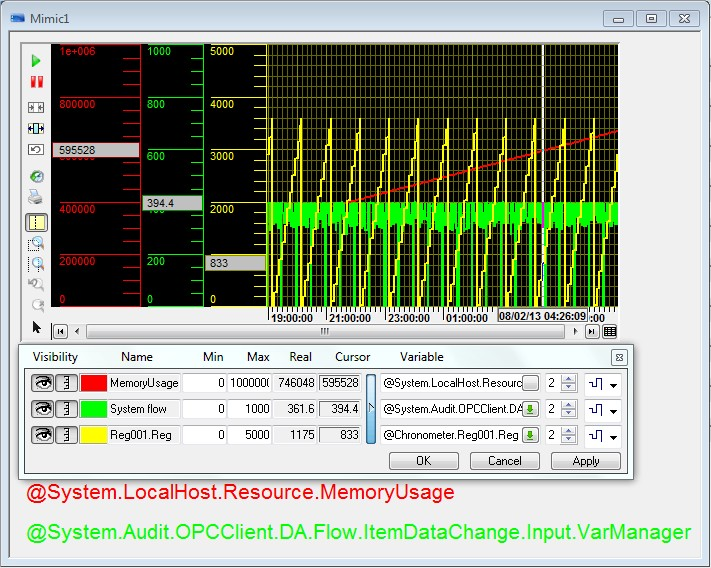 Mimic1
1e+006 1000 5000
800000 800 4000
595528 600 3000
400000 394.4 2000
200000 200 833
0 0 0
19:00:00 21:00:00 23:00:00 01:00:00 08/02/13 04:26:09 :00
Visibility Name Min Max Real Cursor Variable
MemoryUsage 0 100000 746048 595528 @System.LocalHost.Resourc 2
System flow 0 1000 361.6 394.4 @System.Audit.OPCClient.DA 2
Reg001.Reg 0 5000 1175 833 @Chronometer.Reg001.Reg 2
OK Cancel Apply
@System.LocalHost.Resource.MemoryUsage
@System.Audit.OPCClient.DA.Flow.ItemDataChange.Input.VarManager